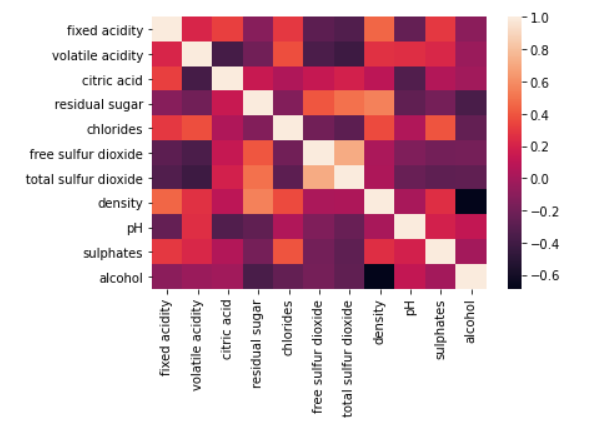 fixed acidity
volatile acidity
citric acid
residual sugar
chlorides
free sulfur dioxide
total sulfur dioxide
density
pH
sulphates
alcohol
fixed acidity
volatile acidity
citric acid
residual sugar
chlorides
free sulfur dioxide
total sulfur dioxide
density
pH
sulphates
alcohol
1.0
0.8
0.6
0.4
0.2
0.0
−0.2
−0.4
−0.6